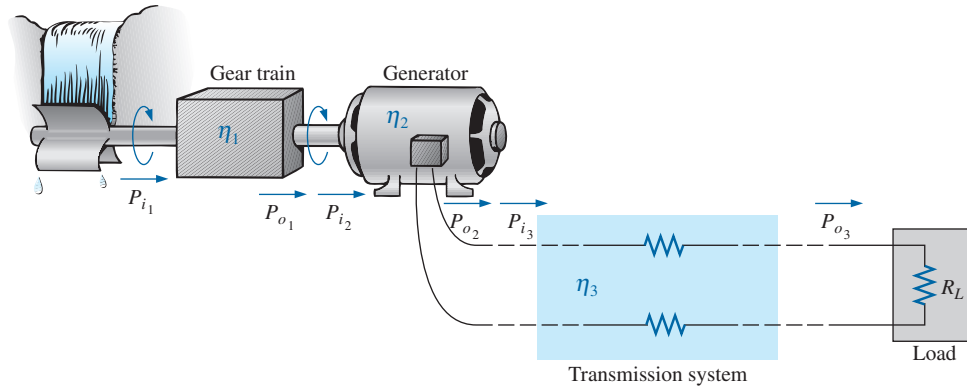 Gear train
Generator
η1
η2
Pi1
Po1
Pi2
Po2
Pi3
Po3
η3
RL
Load
Transmission system